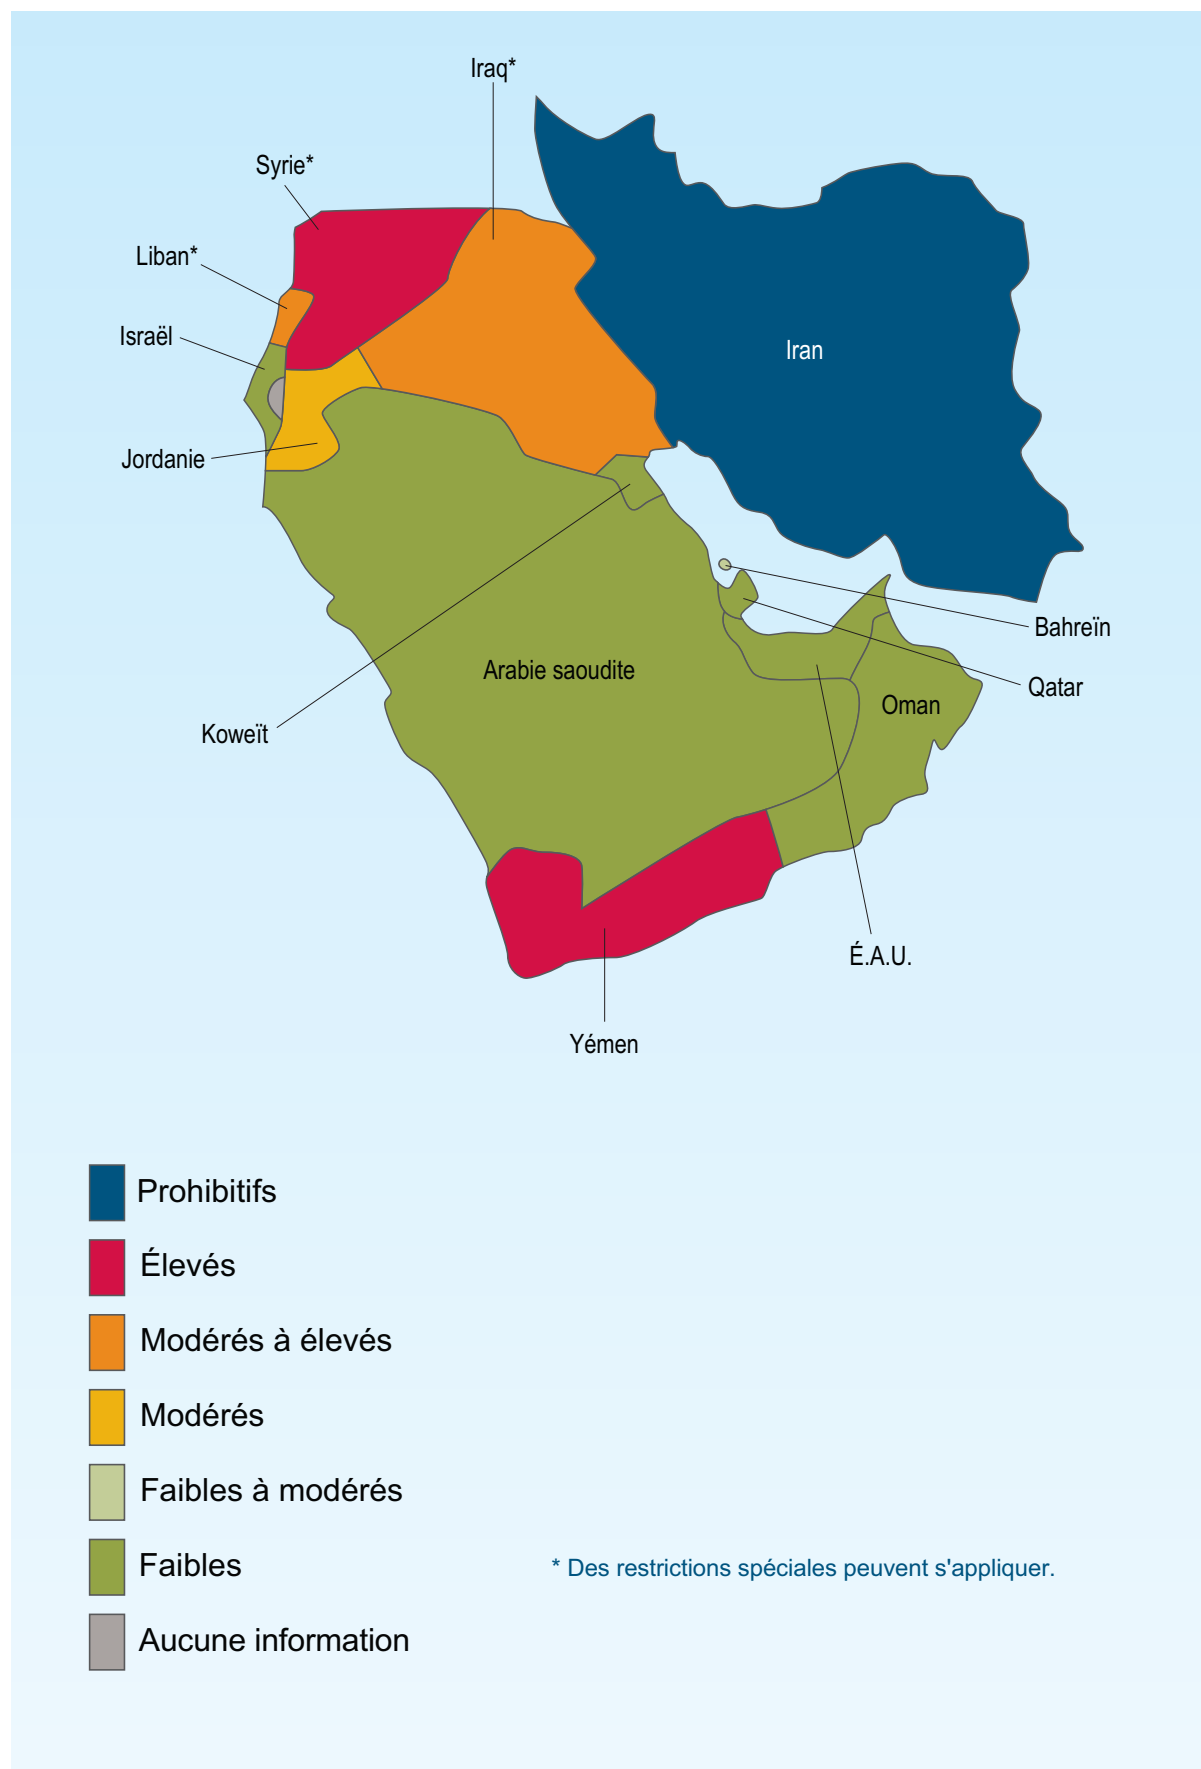 Iraq*
Syrie*
Liban*
Israël
Iran
Jordanie
Bahreïn
Arabie saoudite
Qatar
Oman
Koweït
É.A.U.
Yémen
Prohibitifs
Élevés
Modérés à élevés
Modérés
Faibles à modérés
Faibles
* Des restrictions spéciales peuvent s'appliquer.
Aucune information